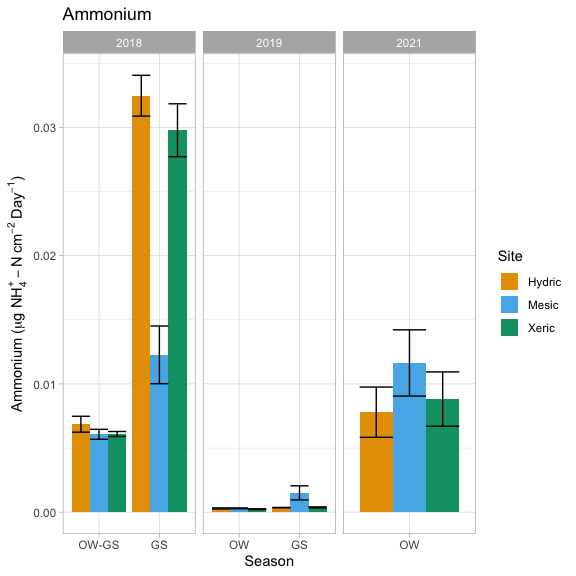 Ammonium
2018 2019 2021
Ammonium (μg NH₄⁺ – N cm⁻² Day⁻¹)
0.03
0.02
0.01
0.00
OW-GS GS OW GS OW
Season
Site
Hydric
Mesic
Xeric